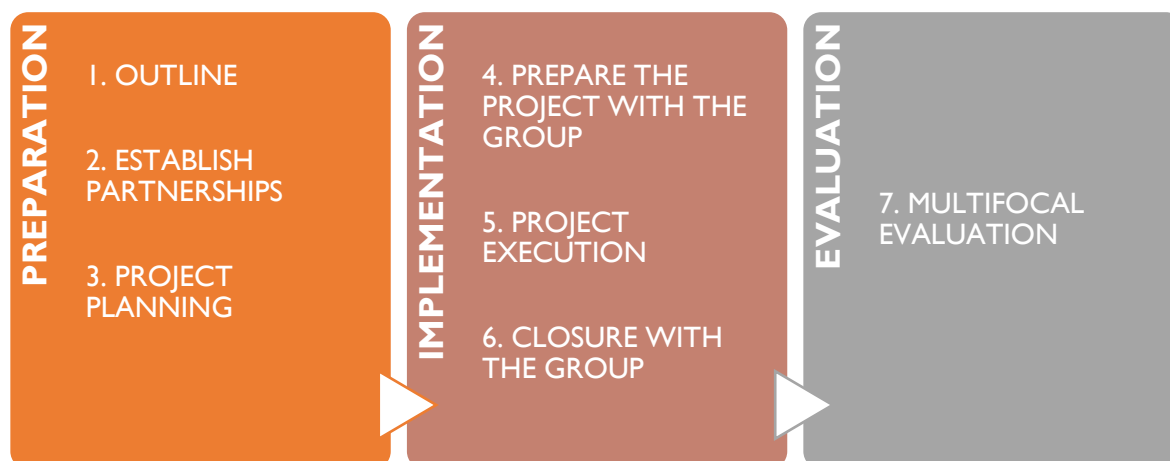 PREPARATION
1. OUTLINE
2. ESTABLISH
PARTNERSHIPS
3. PROJECT
PLANNING
IMPLEMENTATION
4. PREPARE THE
PROJECT WITH THE
GROUP
5. PROJECT
EXECUTION
6. CLOSURE WITH
THE GROUP
EVALUATION
7. MULTIFOCAL
EVALUATION